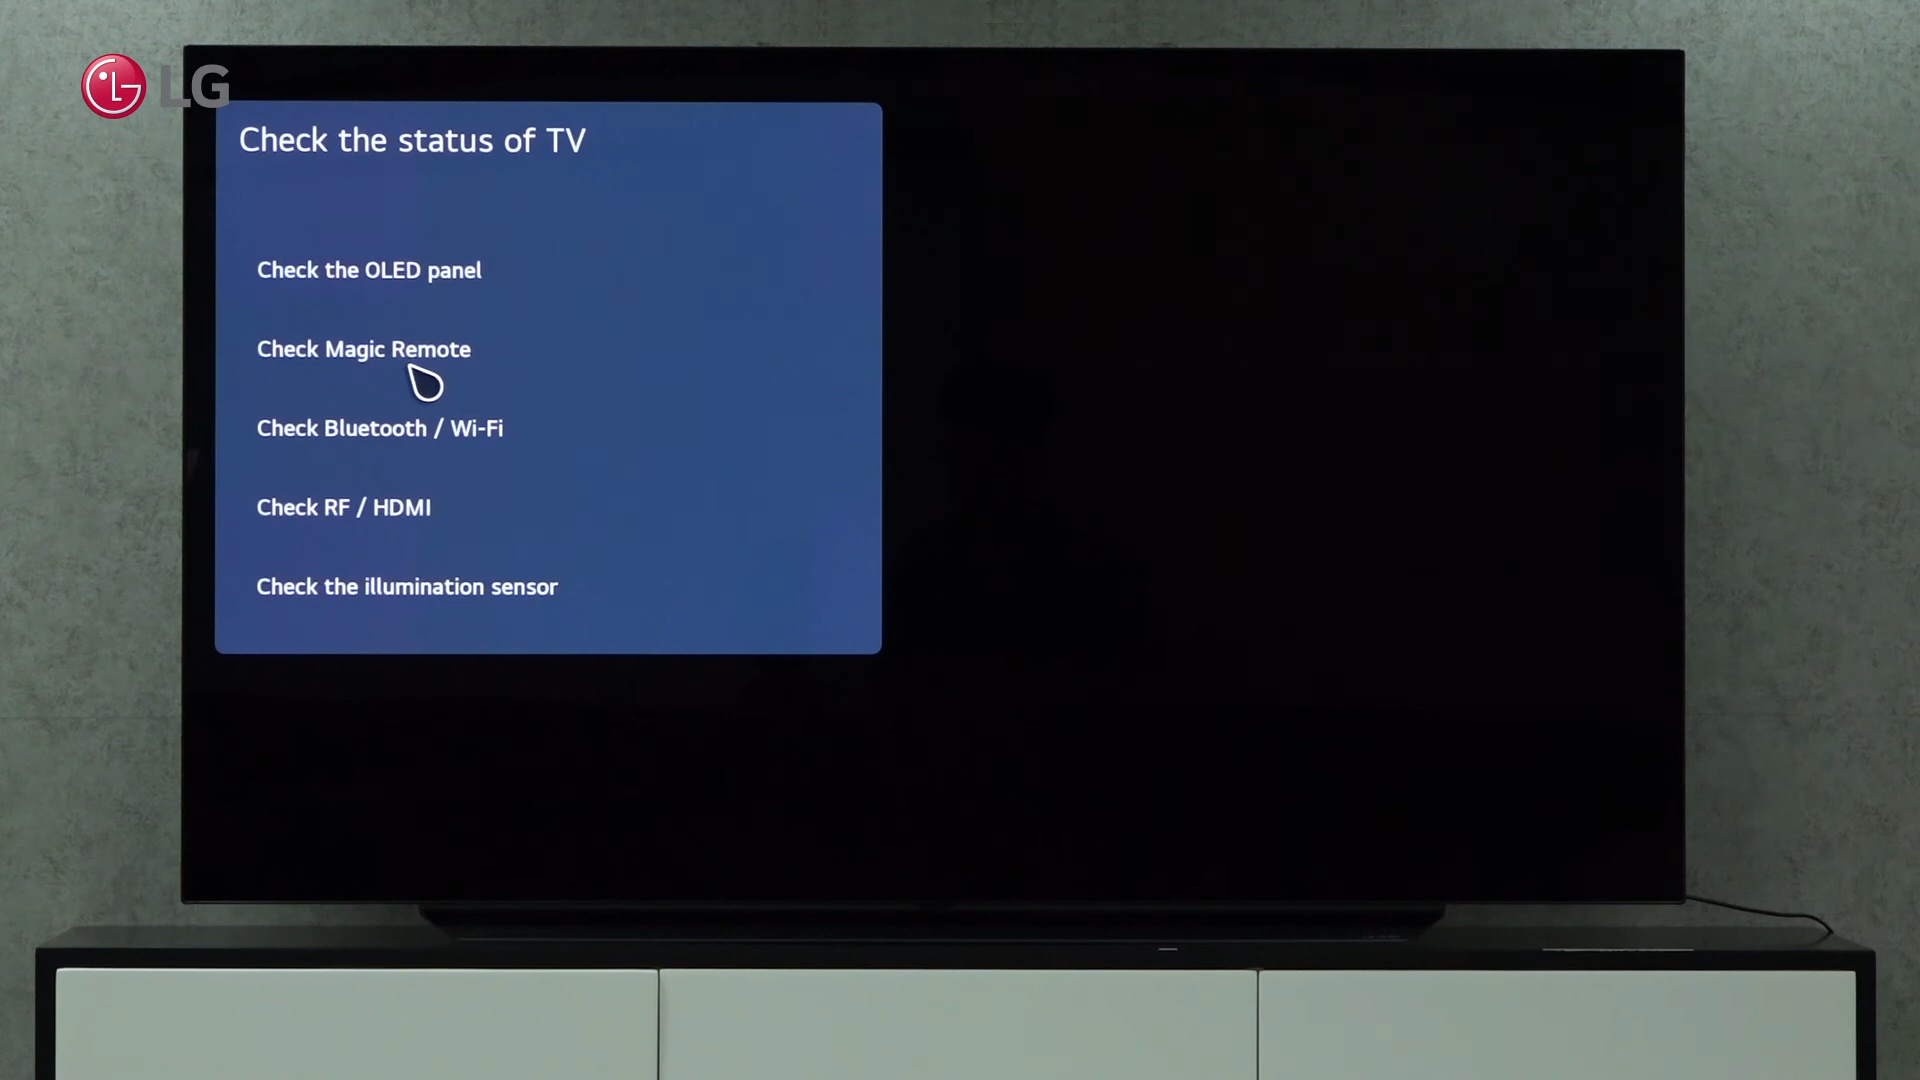 LG
Check the status of TV
Check the OLED panel
Check Magic Remote
Check Bluetooth / Wi-Fi
Check RF / HDMI
Check the illumination sensor